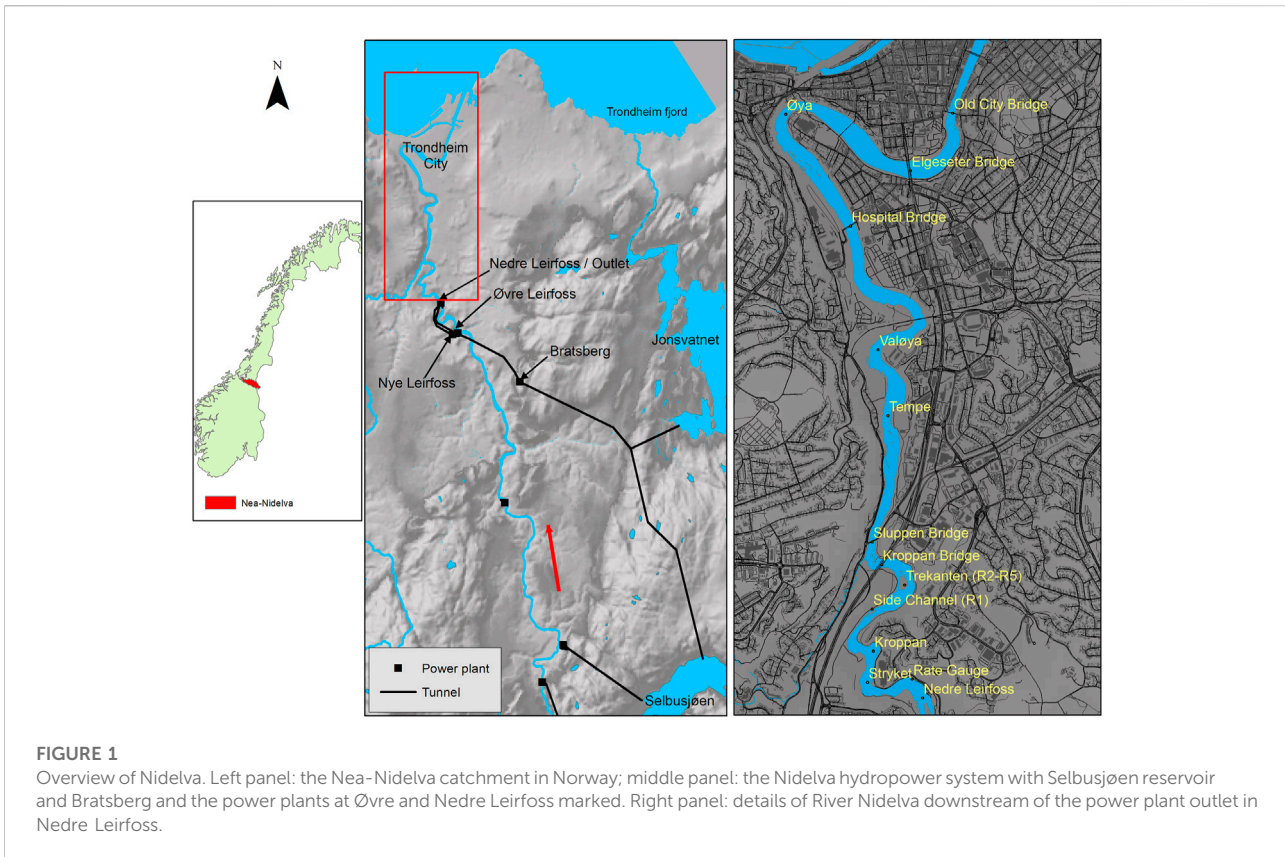 N
Nea-Nidelva
Trondheim fjord
Trondheim
City
Nedre Leirfoss / Outlet
Øvre Leirfoss
Jonsvatnet
Bratsberg
Nye Leirfoss
Power plant
Tunnel
Selbusjøen
Øya
Old City Bridge
Elgeseter Bridge
Hospital Bridge
Valøya
Tempe
Sluppen Bridge
Kroppan Bridge
Trekanten (R2-R5)
Side Channel (R1)
Kroppan
Stryket
Rate Gauge
Nedre Leirfoss
FIGURE 1
Overview of Nidelva. Left panel: the Nea-Nidelva catchment in Norway; middle panel: the Nidelva hydropower system with Selbusjøen reservoir
and Bratsberg and the power plants at Øvre and Nedre Leirfoss marked. Right panel: details of River Nidelva downstream of the power plant outlet in
Nedre Leirfoss.